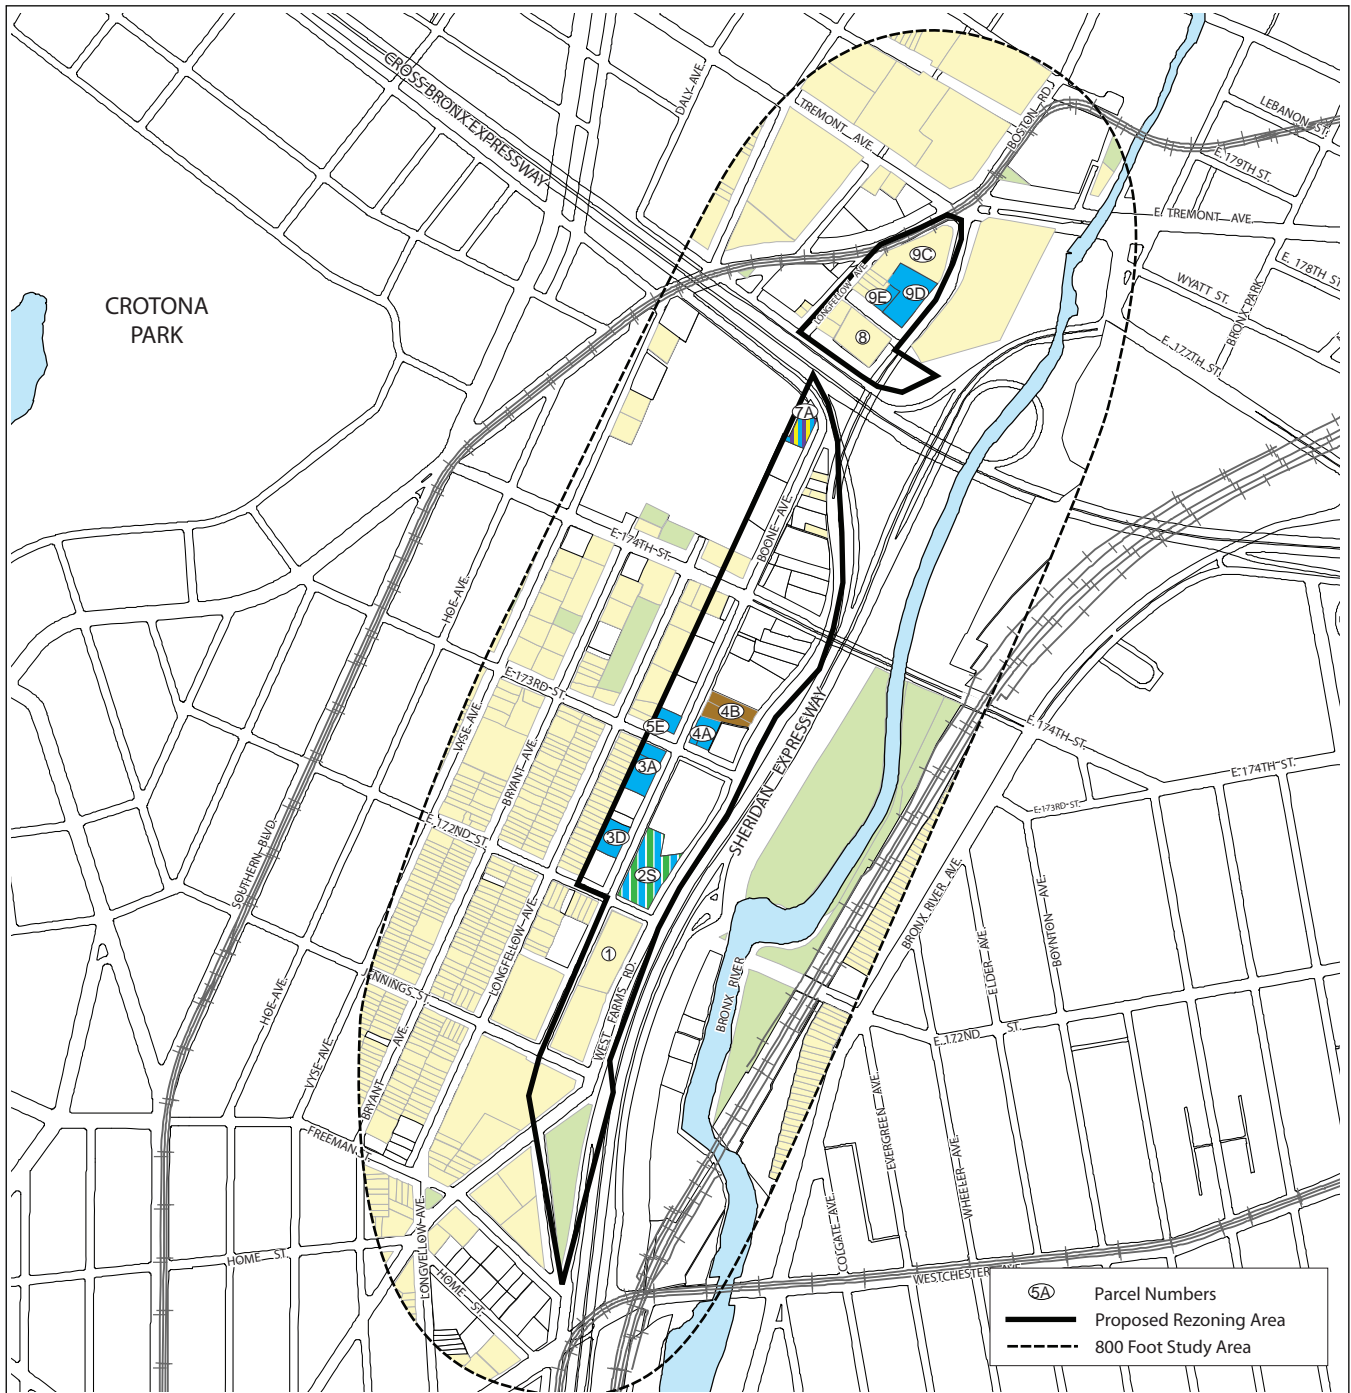 CROSS BRONX EXPRESSWAY
DALY AVE.
TREMONT AVE.
BOSTON RD.
LEBANON ST.
E. 179TH ST.
E. TREMONT AVE.
E. 178TH ST.
WYATT ST.
BRONX PARK
E. 177TH ST.
CROTONA
PARK
LONGFELLOW AVE.
9C
9E
9D
8
7A
BOONE AVE.
E. 174TH ST.
HOE AVE.
E. 173RD ST.
VYSE AVE.
BRYANT AVE.
E. 172ND ST.
5E
4B
4A
3A
3D
2S
1
SHERIDAN EXPRESSWAY
E. 174TH ST.
E. 174TH ST.
E. 173RD ST.
SOUTHERN BLVD
LONGFELLOW AVE.
BRONX RIVER AVE.
ELDER AVE.
BOYNTON AVE.
JENNINGS ST.
HOE AVE.
VYSE AVE.
BRYANT AVE.
WEST FARMS RD.
BRONX RIVER
E. 172ND ST.
FREEMAN ST.
EVERGREEN AVE.
WHEELER AVE.
COLGATE AVE.
LONGVELLOW AVE.
HOME ST.
HOME ST.
WESTCHESTER AVE.
5A Parcel Numbers
Proposed Rezoning Area
800 Foot Study Area